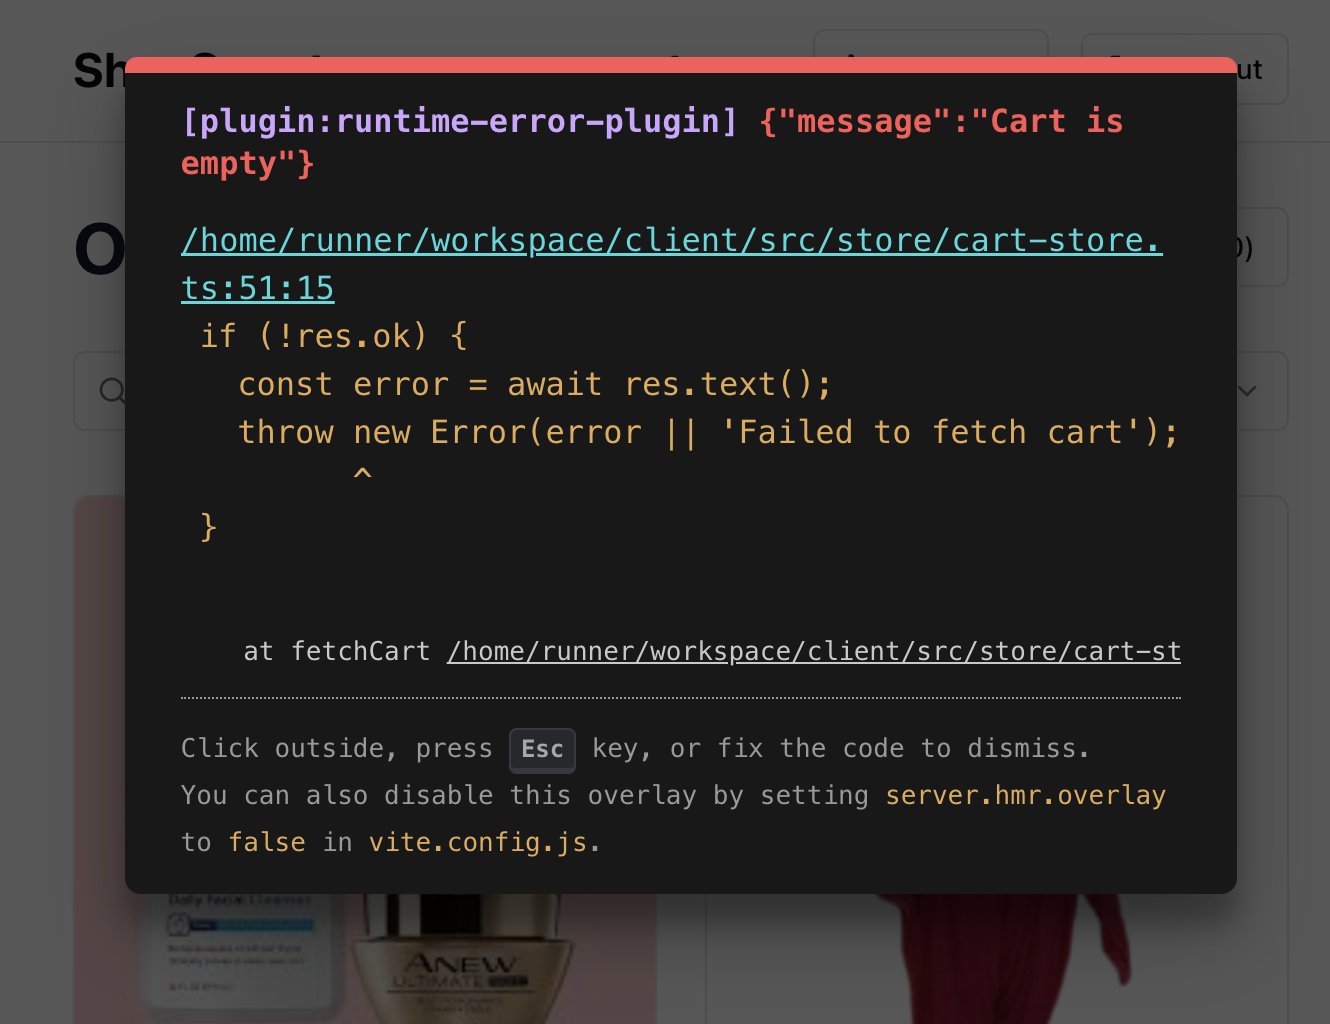 Sh
ut
[plugin:runtime-error-plugin] {"message":"Cart is
empty"}
O
/home/runner/workspace/client/src/store/cart-store.
0)
ts:51:15
if (!res.ok) {
const error = await res.text();
throw new Error(error || 'Failed to fetch cart');
^
}
at fetchCart /home/runner/workspace/client/src/store/cart-st
Click outside, press Esc key, or fix the code to dismiss.
You can also disable this overlay by setting server.hmr.overlay
to false in vite.config.js.
Daily Facial Cleanser
ANEW
ULTIMATE